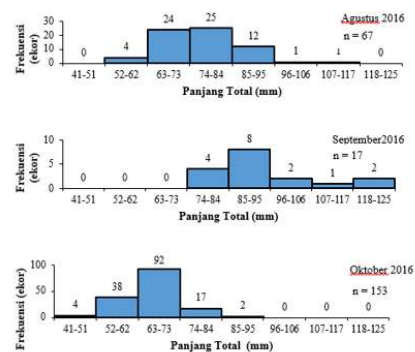 Agustus 2016
n = 67
Frekuensi (ekor)
30
20
10
0
0 4 24 25 12 1 1 0
41-51 52-62 63-73 74-84 85-95 96-106 107-117 118-125
Panjang Total (mm)
September2016
n = 17
Frekuensi (ekor)
10
5
0
0 0 0 4 8 2 1 2
41-51 52-62 63-73 74-84 85-95 96-106 107-117 118-125
Panjang Total (mm)
Oktober 2016
n = 153
Frekuensi (ekor)
100
50
0
4 38 92 17 2 0 0 0
41-51 52-62 63-73 74-84 85-95 96-106 107-117 118-125
Panjang Total (mm)